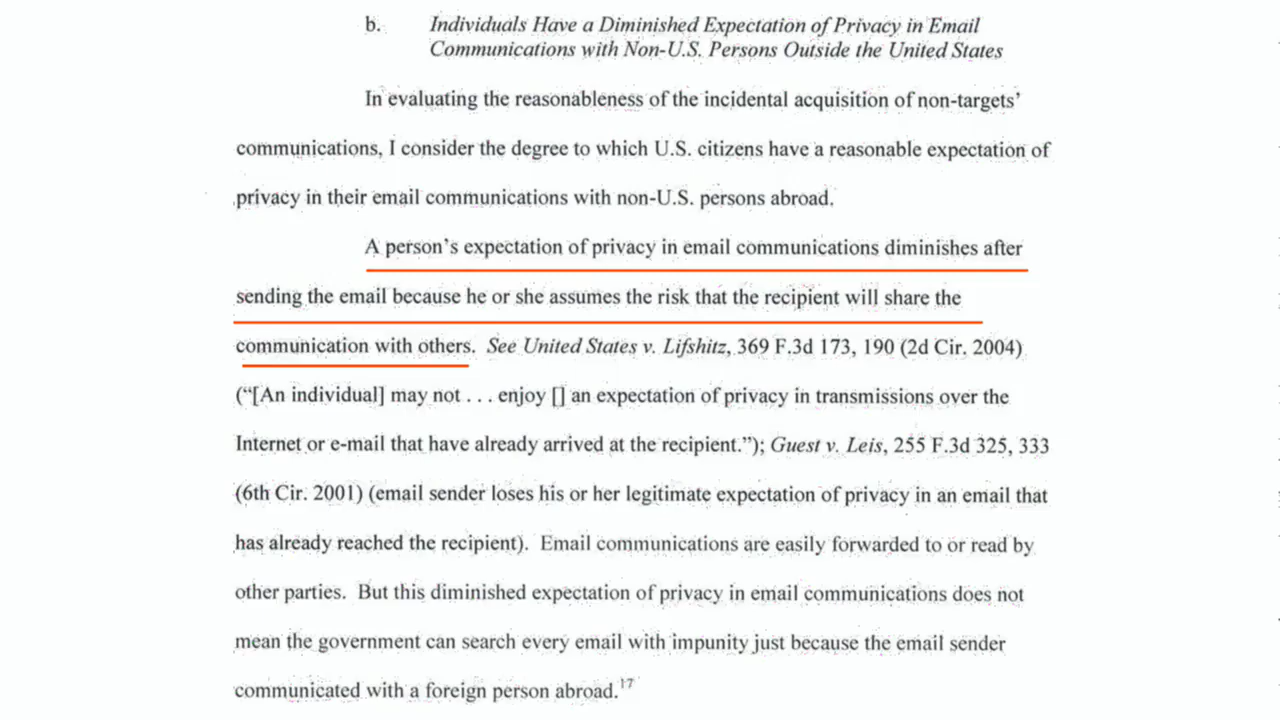 b. Individuals Have a Diminished Expectation of Privacy in Email
Communications with Non-U.S. Persons Outside the United States
In evaluating the reasonableness of the incidental acquisition of non-targets'
communications, I consider the degree to which U.S. citizens have a reasonable expectation of
privacy in their email communications with non-U.S. persons abroad.
A person's expectation of privacy in email communications diminishes after
sending the email because he or she assumes the risk that the recipient will share the
communication with others. See United States v. Lifshitz, 369 F.3d 173, 190 (2d Cir. 2004)
("[An individual] may not . . . enjoy [] an expectation of privacy in transmissions over the
Internet or e-mail that have already arrived at the recipient."); Guest v. Leis, 255 F.3d 325, 333
(6th Cir. 2001) (email sender loses his or her legitimate expectation of privacy in an email that
has already reached the recipient). Email communications are easily forwarded to or read by
other parties. But this diminished expectation of privacy in email communications does not
mean the government can search every email with impunity just because the email sender
communicated with a foreign person abroad.17